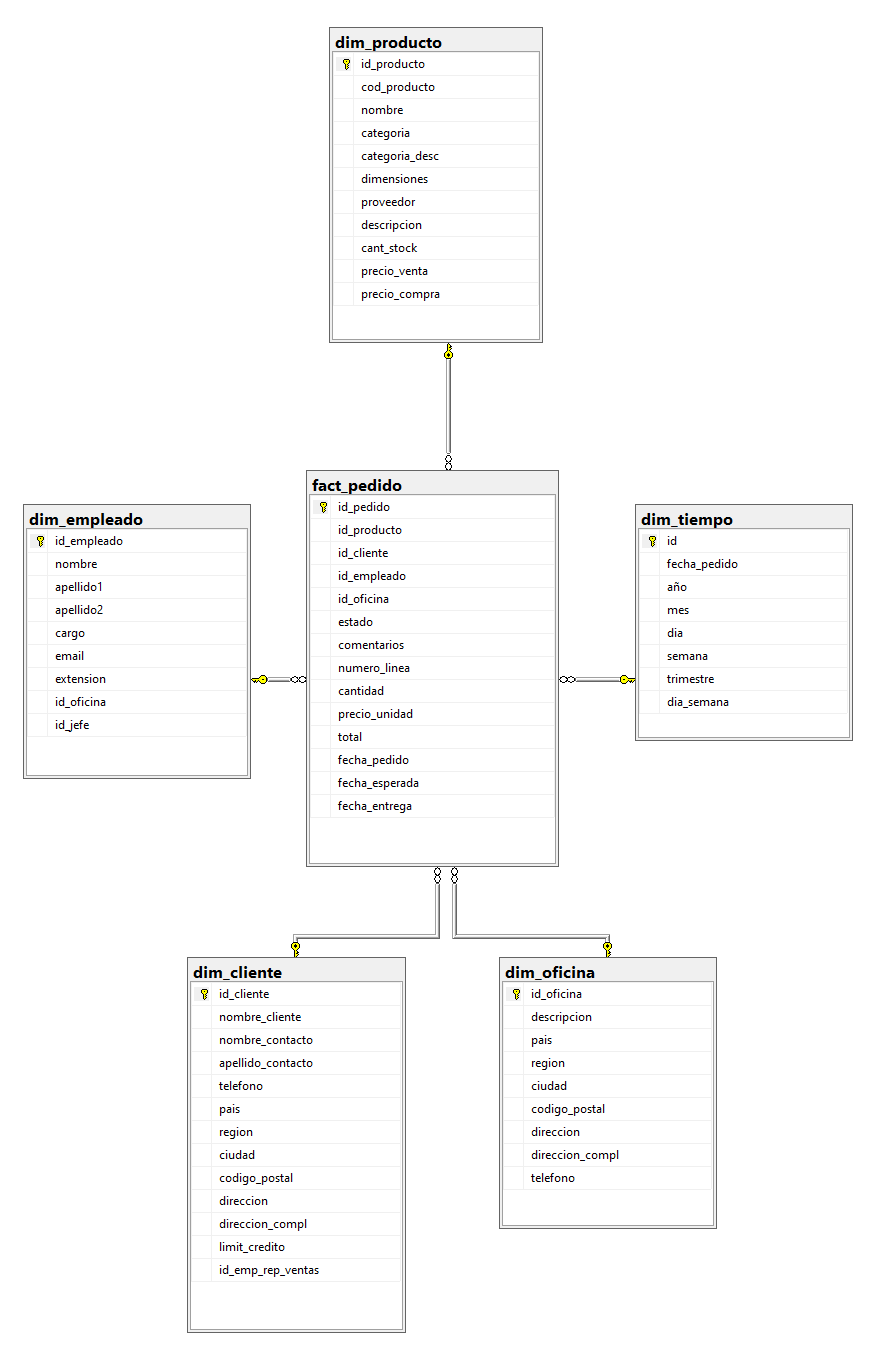 dim_producto
id_producto
cod_producto
nombre
categoria
categoria_desc
dimensiones
proveedor
descripcion
cant_stock
precio_venta
precio_compra
fact_pedido
id_pedido
id_producto
id_cliente
id_empleado
id_oficina
estado
comentarios
numero_linea
cantidad
precio_unidad
total
fecha_pedido
fecha_esperada
fecha_entrega
dim_empleado
id_empleado
nombre
apellido1
apellido2
cargo
email
extension
id_oficina
id_jefe
dim_tiempo
id
fecha_pedido
año
mes
dia
semana
trimestre
dia_semana
dim_cliente
id_cliente
nombre_cliente
nombre_contacto
apellido_contacto
telefono
pais
region
ciudad
codigo_postal
direccion
direccion_compl
limit_credito
id_emp_rep_ventas
dim_oficina
id_oficina
descripcion
pais
region
ciudad
codigo_postal
direccion
direccion_compl
telefono